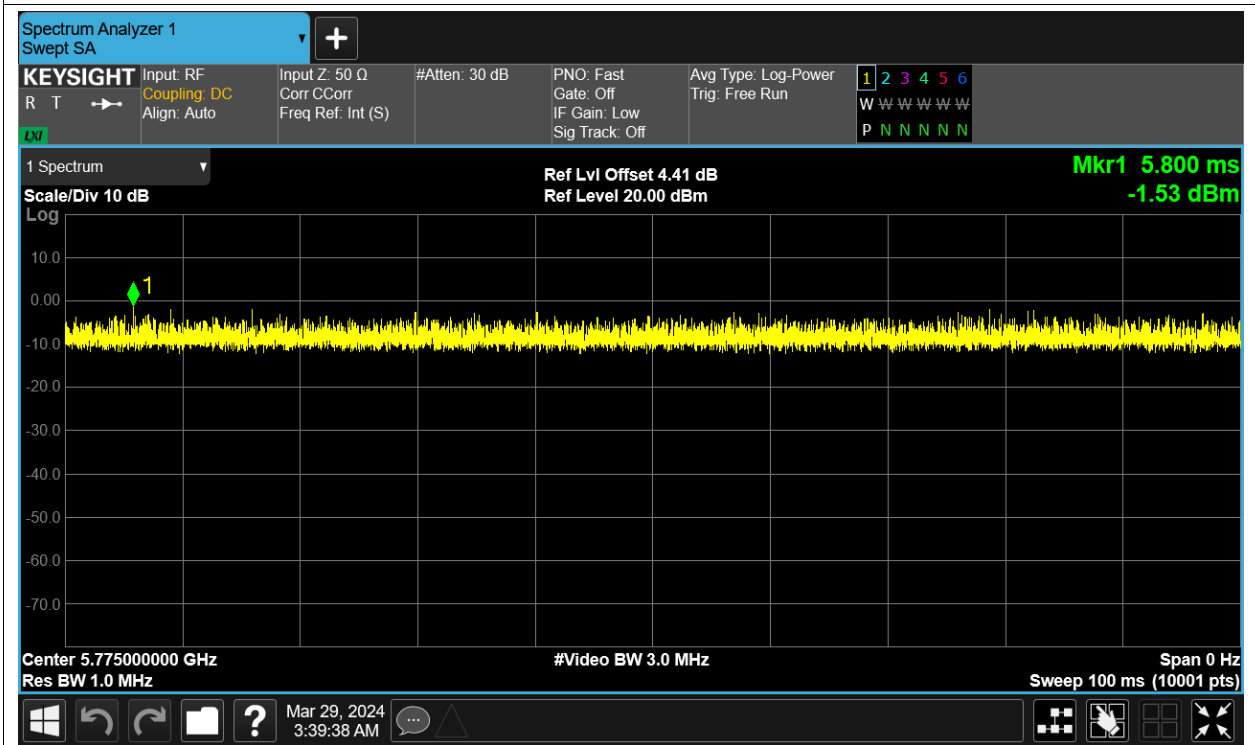 Spectrum Analyzer 1
Swept SA
KEYSIGHT
R T
LXI
Input: RF
Coupling: DC
Align: Auto
Input Z: 50 Ω
Corr CCorr
Freq Ref: Int (S)
#Atten: 30 dB
PNO: Fast
Gate: Off
IF Gain: Low
Sig Track: Off
Avg Type: Log-Power
Trig: Free Run
1 2 3 4 5 6
W W W W W W
P N N N N N
1 Spectrum
Scale/Div 10 dB
Log
Ref Lvl Offset 4.41 dB
Ref Level 20.00 dBm
Mkr1 5.800 ms
-1.53 dBm
10.0
1
0.00
-10.0
-20.0
-30.0
-40.0
-50.0
-60.0
-70.0
Center 5.775000000 GHz
Res BW 1.0 MHz
#Video BW 3.0 MHz
Span 0 Hz
Sweep 100 ms (10001 pts)
?
Mar 29, 2024
3:39:38 AM